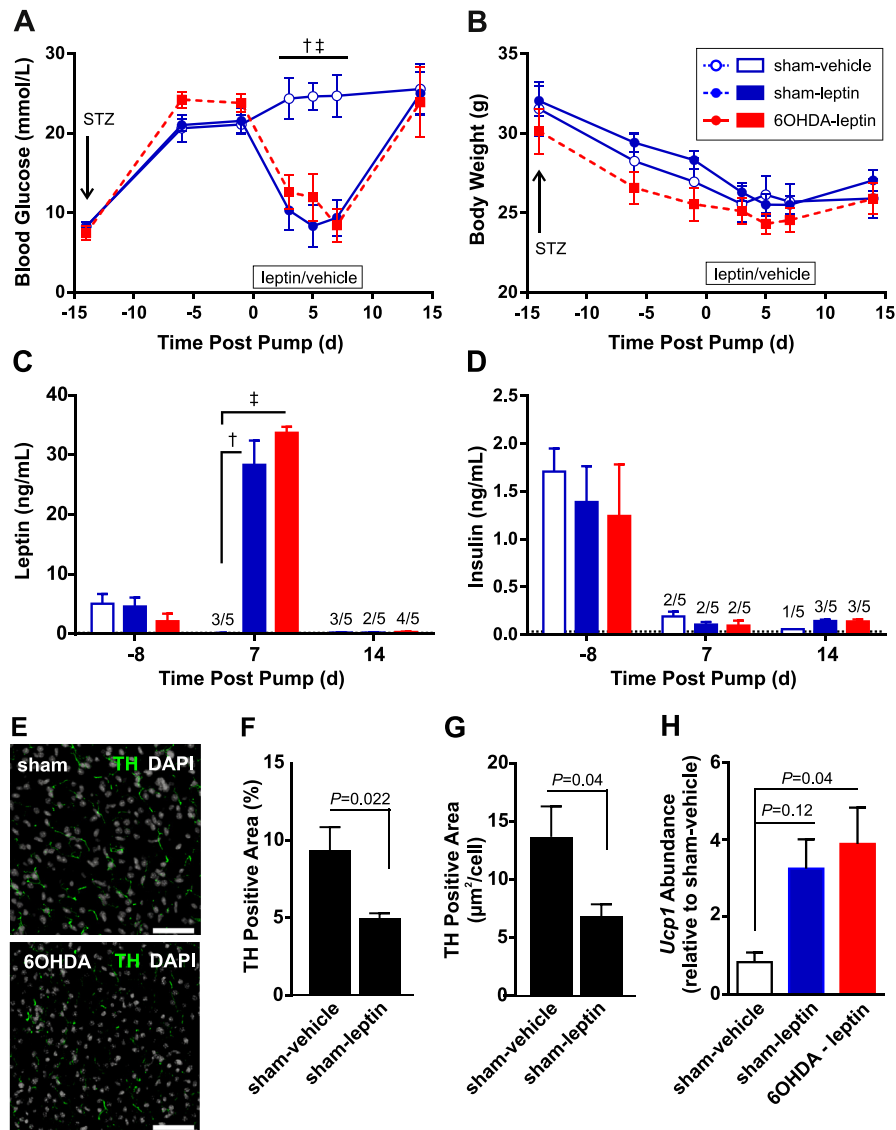 A
B
† ‡
STZ
Blood Glucose (mmol/L)
30
20
10
0
-15 -10 -5 0 5 10 15
leptin/vehicle
Time Post Pump (d)
sham-vehicle
sham-leptin
6OHDA-leptin
STZ
Body Weight (g)
35
30
25
20
-15 -10 -5 0 5 10 15
leptin/vehicle
Time Post Pump (d)
C
D
Leptin (ng/mL)
40
30
20
10
0
‡
†
3/5
3/5 2/5 4/5
-8 7 14
Time Post Pump (d)
Insulin (ng/mL)
2.5
2.0
1.5
1.0
0.5
0.0
2/5 2/5 2/5
1/5 3/5 3/5
-8 7 14
Time Post Pump (d)
E
sham TH DAPI
6OHDA TH DAPI
F
TH Positive Area (%)
15
10
5
0
P=0.022
sham-vehicle
sham-leptin
G
TH Positive Area
(µm²/cell)
20
15
10
5
0
P=0.04
sham-vehicle
sham-leptin
H
Ucp1 Abundance
(relative to sham-vehicle)
6
4
2
0
P=0.04
P=0.12
sham-vehicle
sham-leptin
6OHDA - leptin